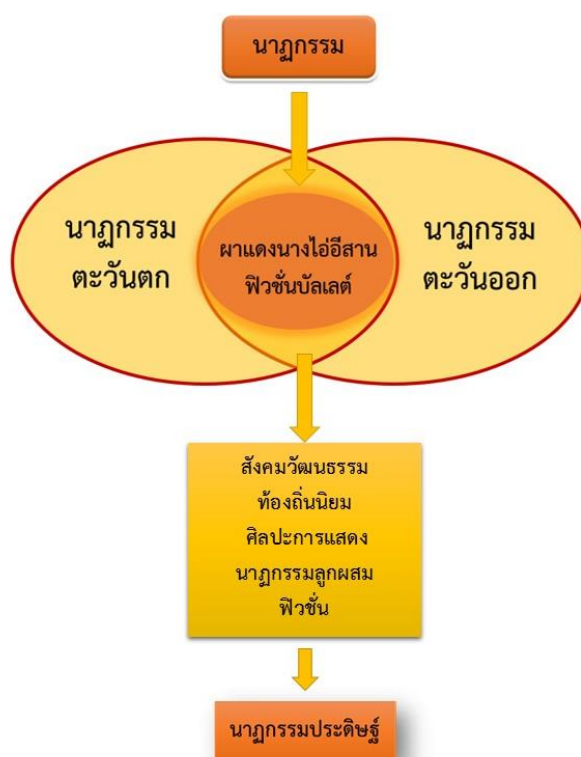 นาฏกรรม
นาฏกรรม
ตะวันตก
ผาแดงนางไอ่อีสาน
ฟิวชั่นบัลเลต์
นาฏกรรม
ตะวันออก
สังคมวัฒนธรรม
ท้องถิ่นนิยม
ศิลปะการแสดง
นาฏกรรมลูกผสม
ฟิวชั่น
นาฏกรรมประดิษฐ์